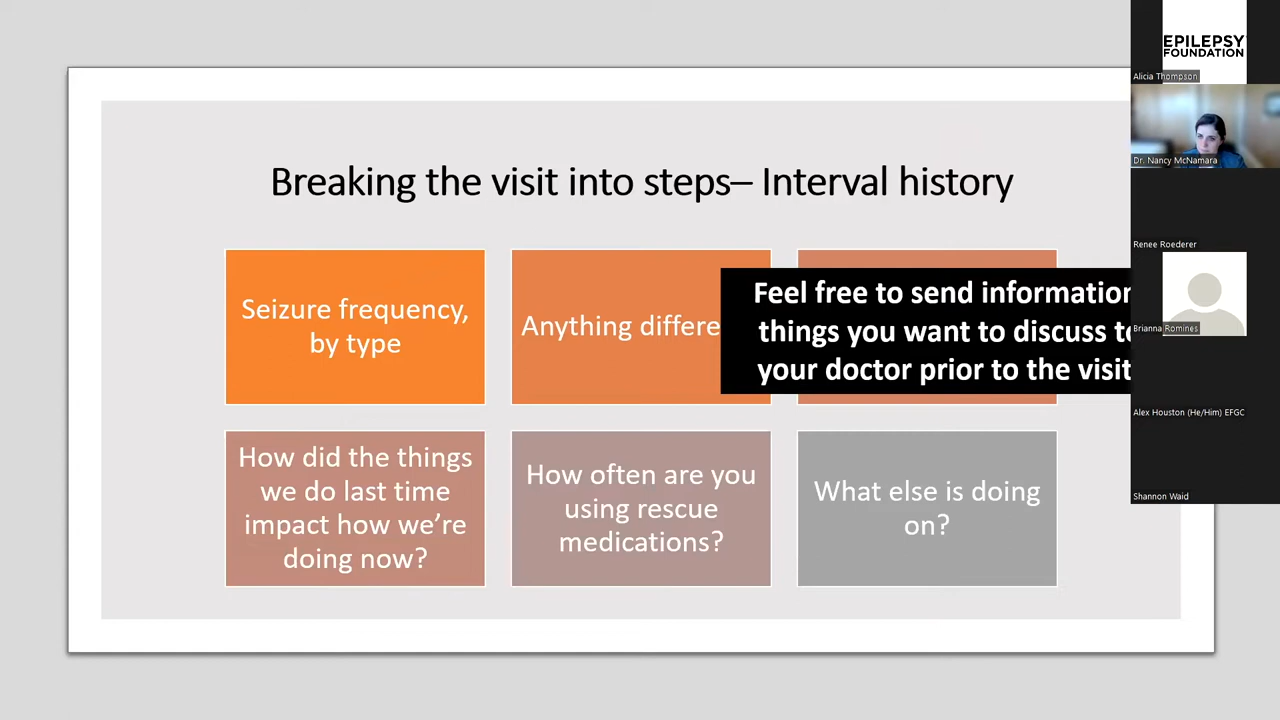 Breaking the visit into steps– Interval history
Seizure frequency,
by type
Anything
Feel free to send
things you want to discuss
your doctor prior to the visit
How did the things
we do last time
impact how we’re
doing now?
How often are you
using rescue
medications?
What else is doing
on?
EPILEPSY
FOUNDATION
Alicia Thompson
Dr. Nancy McNamara
Renee Roederer
Brianna Romines
Alex Houston (He/Him) EFGC
Shannon Waid